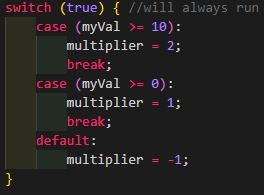 switch (true) { //will always run
    case (myVal >= 10):
        multiplier = 2;
        break;
    case (myVal >= 0):
        multiplier = 1;
        break;
    default:
        multiplier = -1;
}